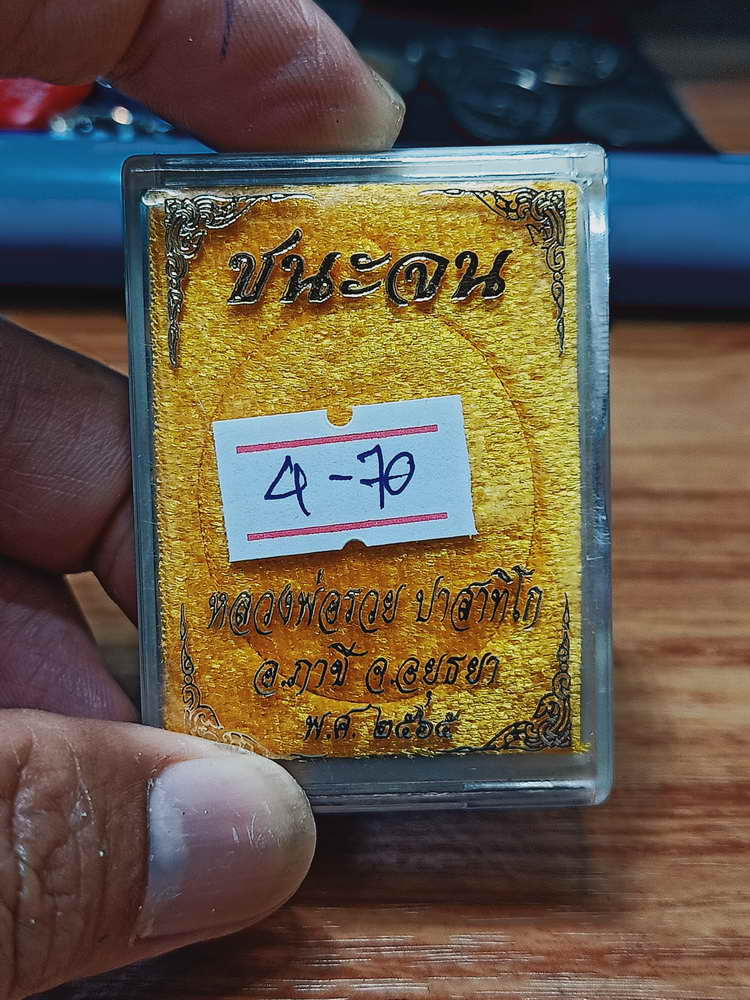 ชนะจน
4-70
หลวงพ่อรวย ปาสาทิโก
อ.ภาชี จ.อยุธยา
พ.ศ. ๒๕๖๕